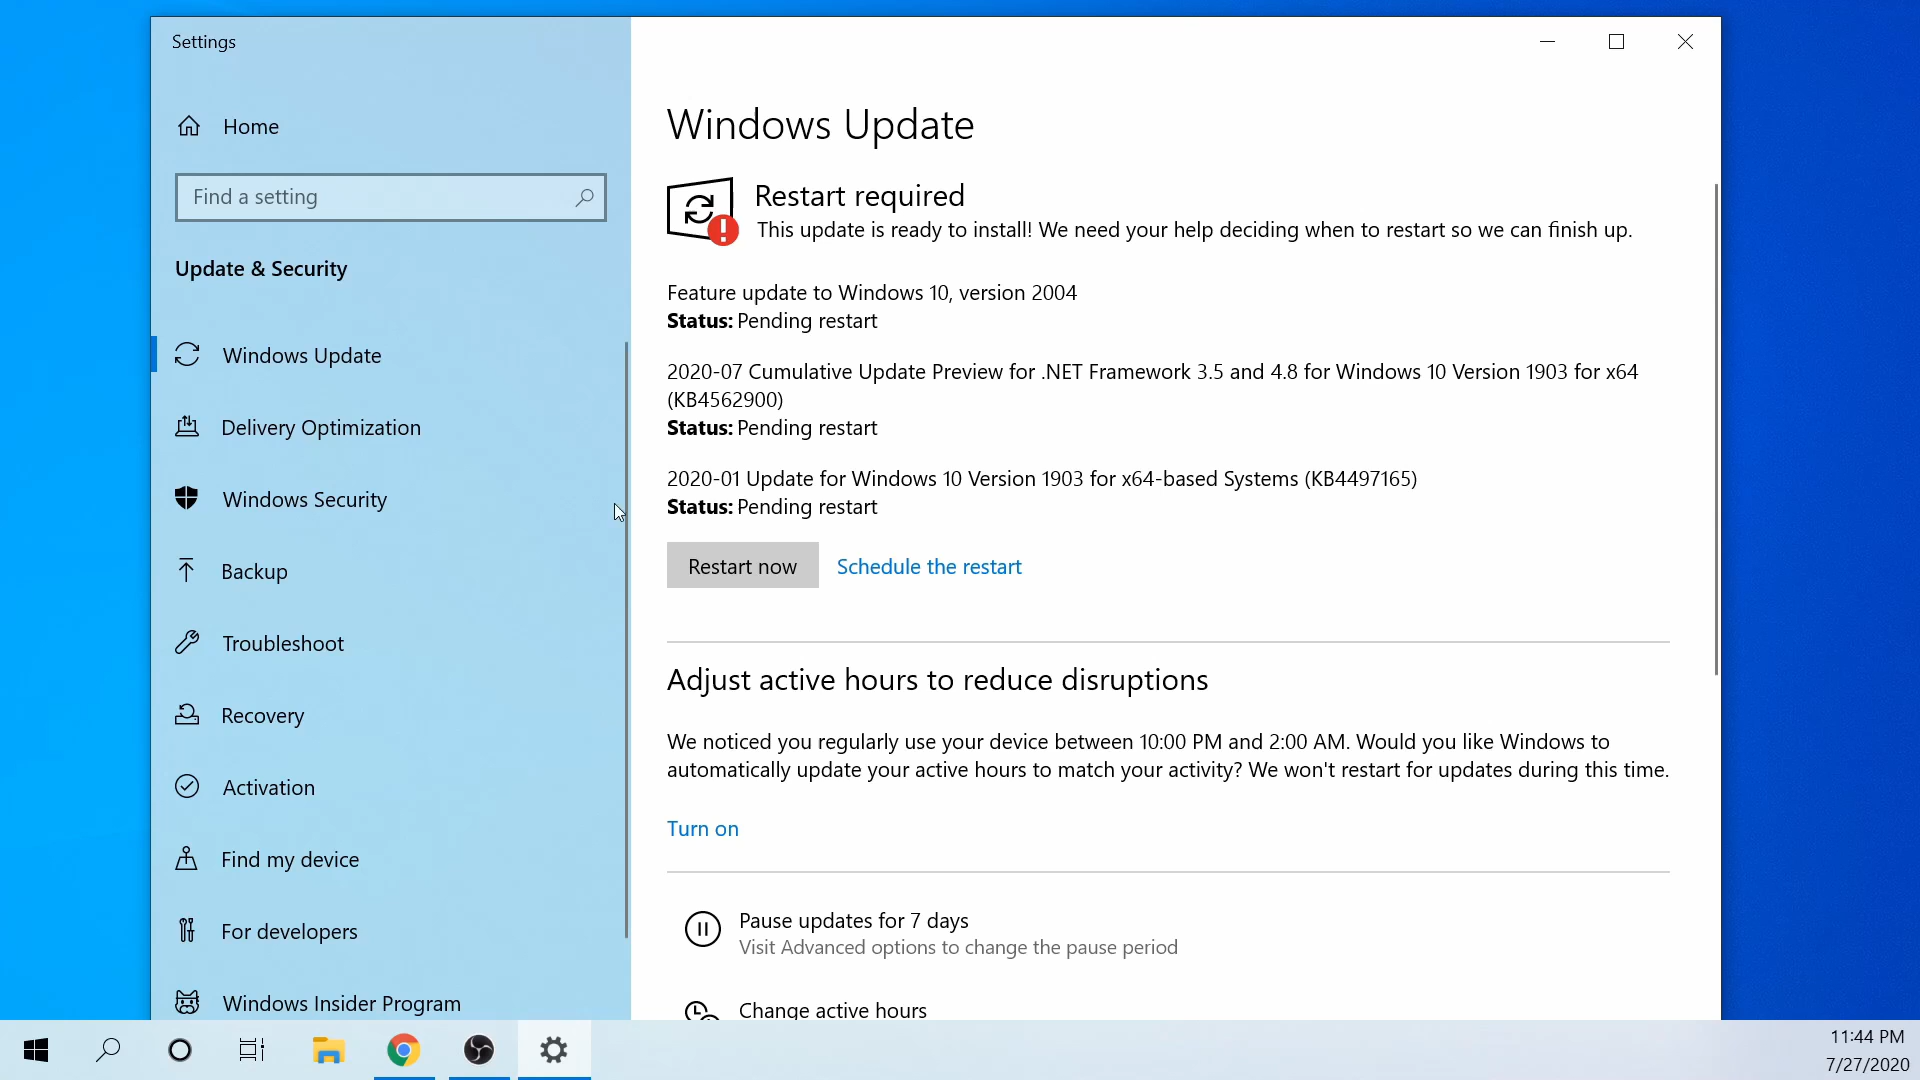 Settings
Home
Find a setting
Update & Security
Windows Update
Delivery Optimization
Windows Security
Backup
Troubleshoot
Recovery
Activation
Find my device
For developers
Windows Insider Program
Windows Update
Restart required
This update is ready to install! We need your help deciding when to restart so we can finish up.
Feature update to Windows 10, version 2004
Status: Pending restart
2020-07 Cumulative Update Preview for .NET Framework 3.5 and 4.8 for Windows 10 Version 1903 for x64
(KB4562900)
Status: Pending restart
2020-01 Update for Windows 10 Version 1903 for x64-based Systems (KB4497165)
Status: Pending restart
Restart now Schedule the restart
Adjust active hours to reduce disruptions
We noticed you regularly use your device between 10:00 PM and 2:00 AM. Would you like Windows to
automatically update your active hours to match your activity? We won't restart for updates during this time.
Turn on
Pause updates for 7 days
Visit Advanced options to change the pause period
Change active hours
11:44 PM
7/27/2020